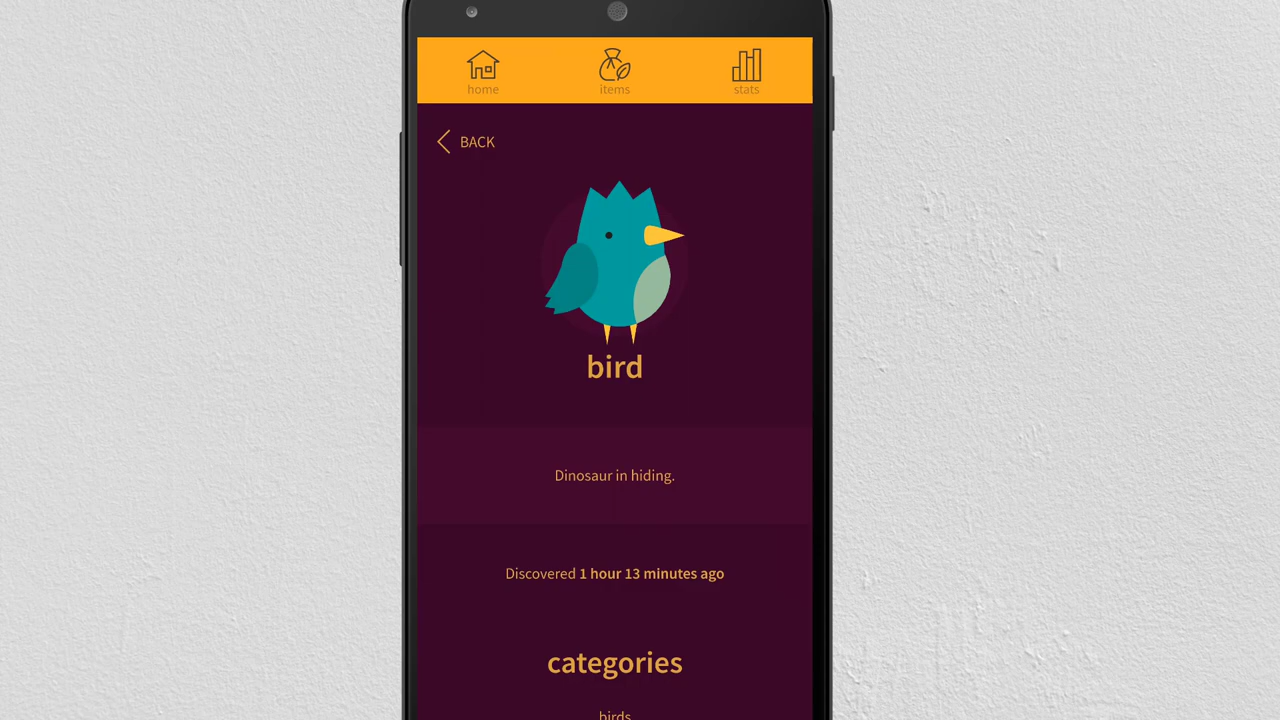 home items stats
BACK
bird
Dinosaur in hiding.
Discovered 1 hour 13 minutes ago
categories
birds